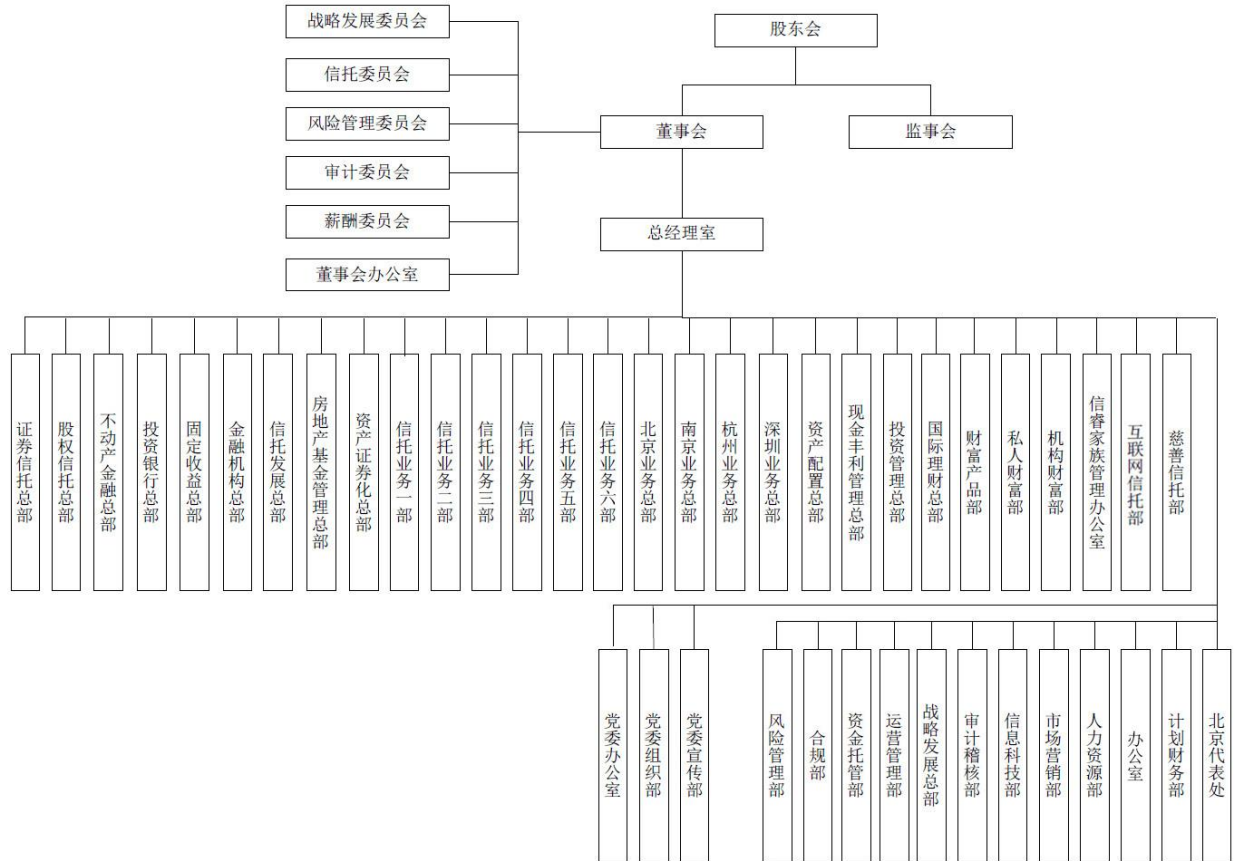 战略发展委员会
信托委员会
风险管理委员会
审计委员会
薪酬委员会
董事会办公室
股东会
董事会
监事会
总经理室
证券信托总部
股权信托总部
不动产金融总部
投资银行总部
固定收益总部
金融机构总部
信托发展总部
房地产基金管理总部
资产证券化总部
信托业务一部
信托业务二部
信托业务三部
信托业务四部
信托业务五部
信托业务六部
北京业务总部
南京业务总部
杭州业务总部
深圳业务总部
资产配置总部
现金丰利管理总部
投资管理总部
国际理财总部
财富产品部
私人财富部
机构财富部
信睿家族管理办公室
互联网信托部
慈善信托部
党委办公室
党委组织部
党委宣传部
风险管理部
合规部
资金托管部
运营管理部
战略发展总部
审计稽核部
信息科技部
市场营销部
人力资源部
办公室
计划财务部
北京代表处